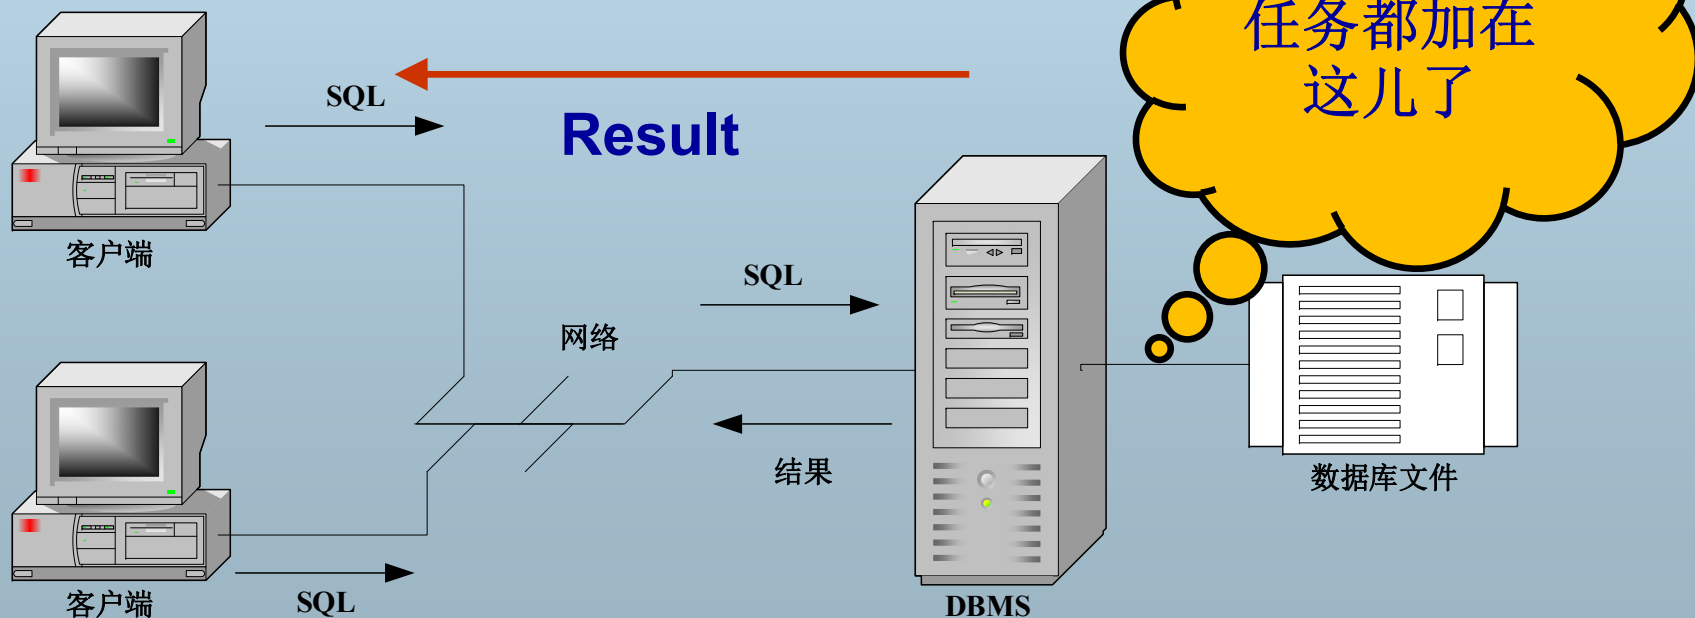 任务都加在
这儿了
SQL
Result
客户端
SQL
网络
结果
数据库文件
客户端
SQL
DBMS